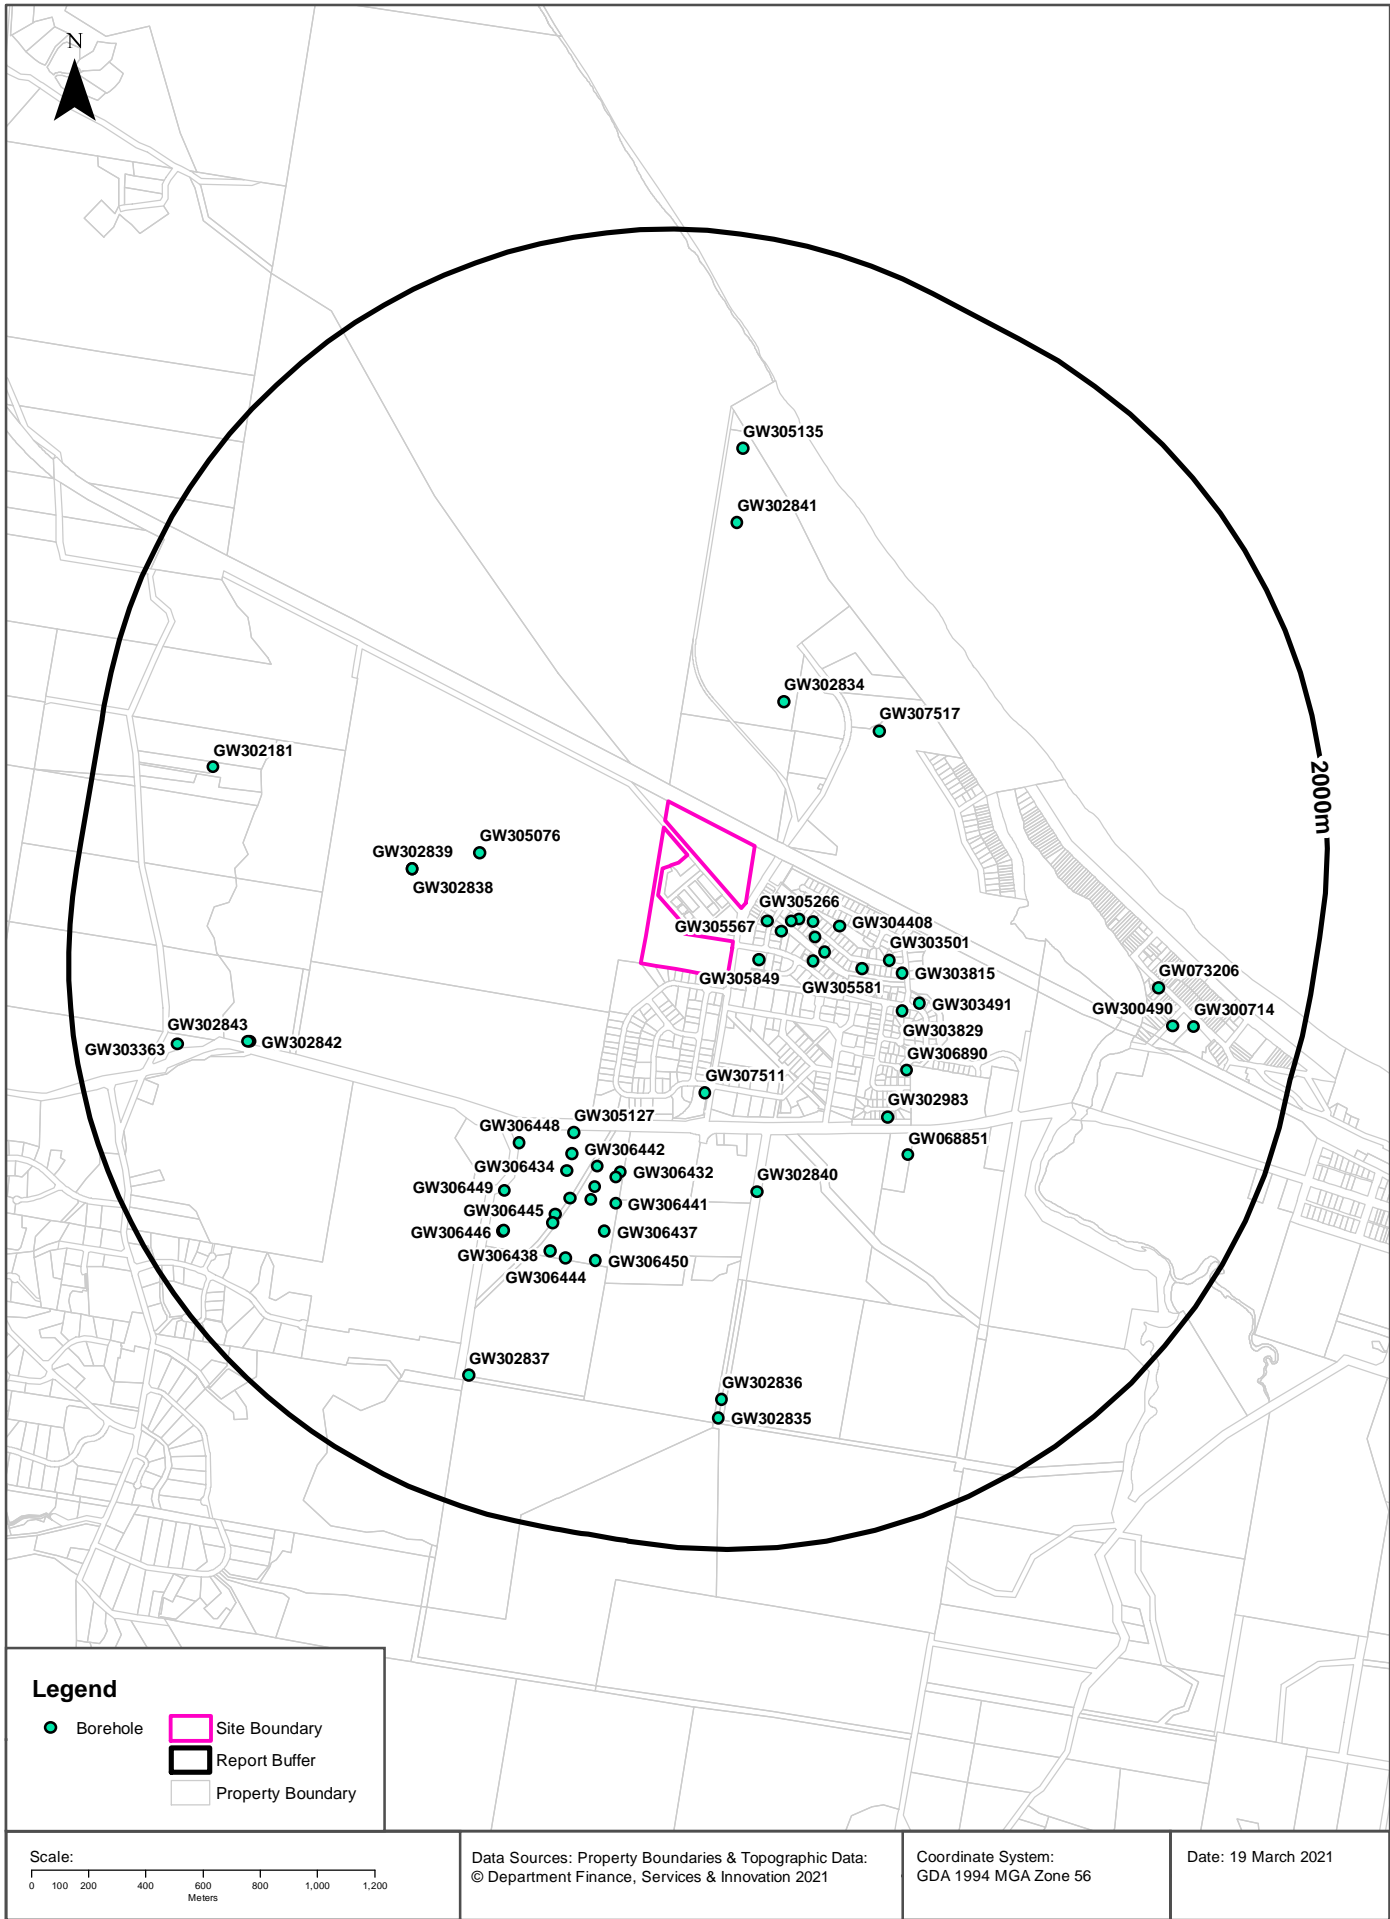 N
GW305135
GW302841
GW302834
GW307517
GW302181
2000m
GW305076
GW302839
GW302838
GW305266
GW305567
GW304408
GW303501
GW305849
GW303815
GW305581
GW073206
GW303491
GW300490
GW300714
GW302843
GW303829
GW302842
GW303363
GW306890
GW307511
GW302983
GW305127
GW306448
GW306442
GW068851
GW306434
GW306432
GW302840
GW306449
GW306441
GW306445
GW306446
GW306437
GW306438
GW306450
GW306444
GW302837
GW302836
GW302835
Legend
Borehole
Site Boundary
Report Buffer
Property Boundary
Scale:
0 100 200 400 600 800 1,000 1,200
Meters
Data Sources: Property Boundaries & Topographic Data:
© Department Finance, Services & Innovation 2021
Coordinate System:
GDA 1994 MGA Zone 56
Date: 19 March 2021